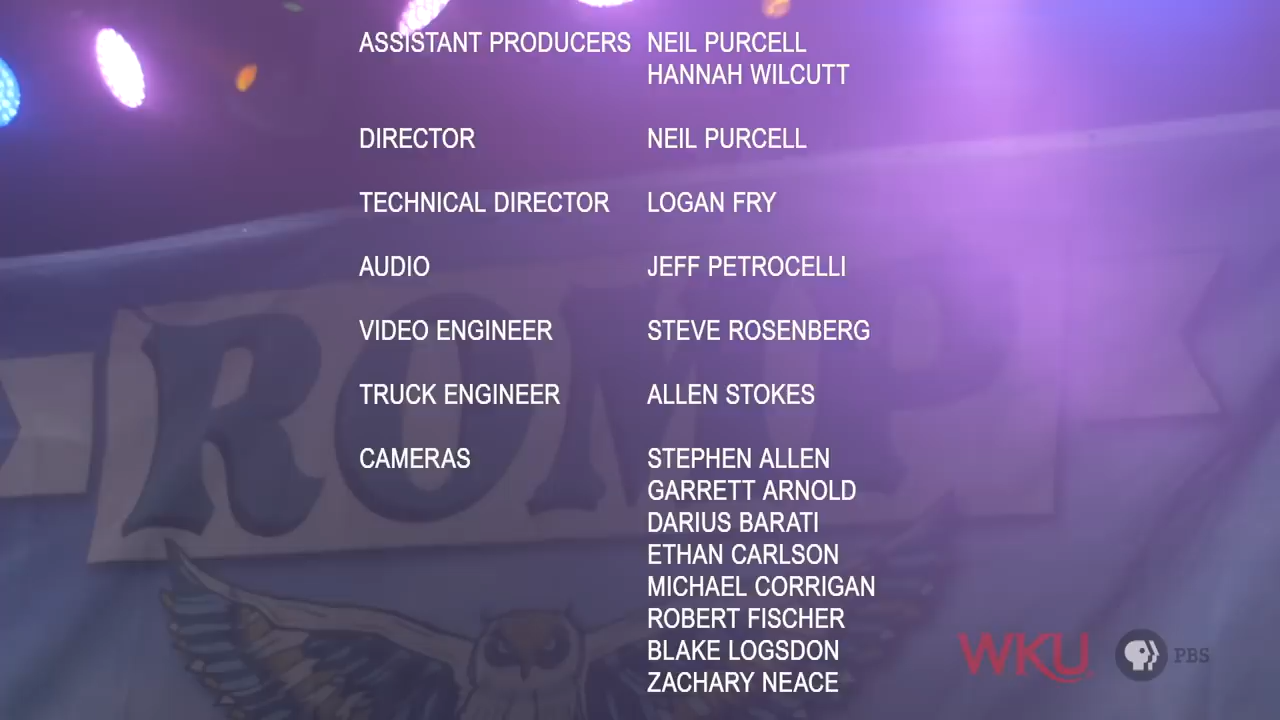 ASSISTANT PRODUCERS NEIL PURCELL
HANNAH WILCUTT
DIRECTOR NEIL PURCELL
TECHNICAL DIRECTOR LOGAN FRY
AUDIO JEFF PETROCELLI
VIDEO ENGINEER STEVE ROSENBERG
TRUCK ENGINEER ALLEN STOKES
CAMERAS STEPHEN ALLEN
GARRETT ARNOLD
DARIUS BARATI
ETHAN CARLSON
MICHAEL CORRIGAN
ROBERT FISCHER
BLAKE LOGSDON
ZACHARY NEACE
ROMP
WKU PBS